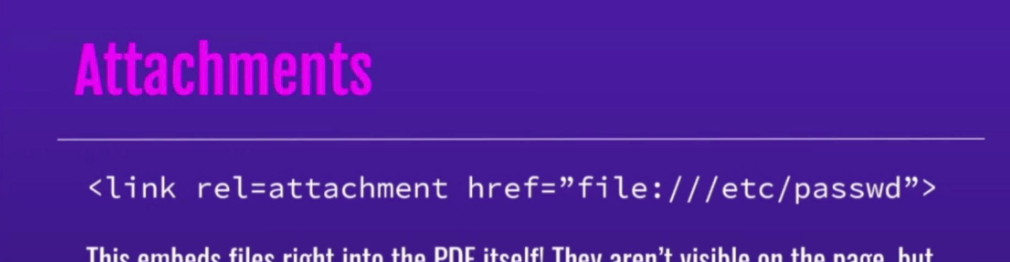 Attachments
<link rel=attachment href=”file:///etc/passwd”>
This embeds files right into the PDF itself! They aren’t visible on the page, but